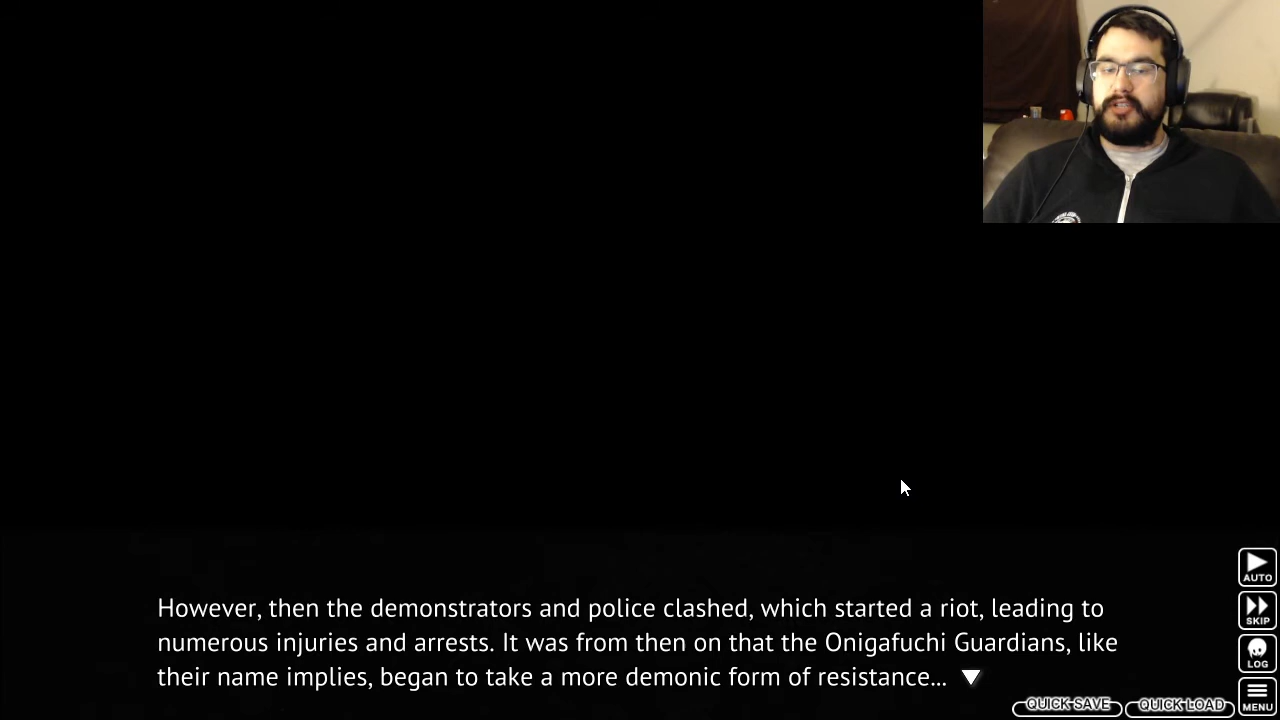 However, then the demonstrators and police clashed, which started a riot, leading to
numerous injuries and arrests. It was from then on that the Onigafuchi Guardians, like
their name implies, began to take a more demonic form of resistance...
AUTO
SKIP
LOG
MENU
QUICK SAVE
QUICK LOAD